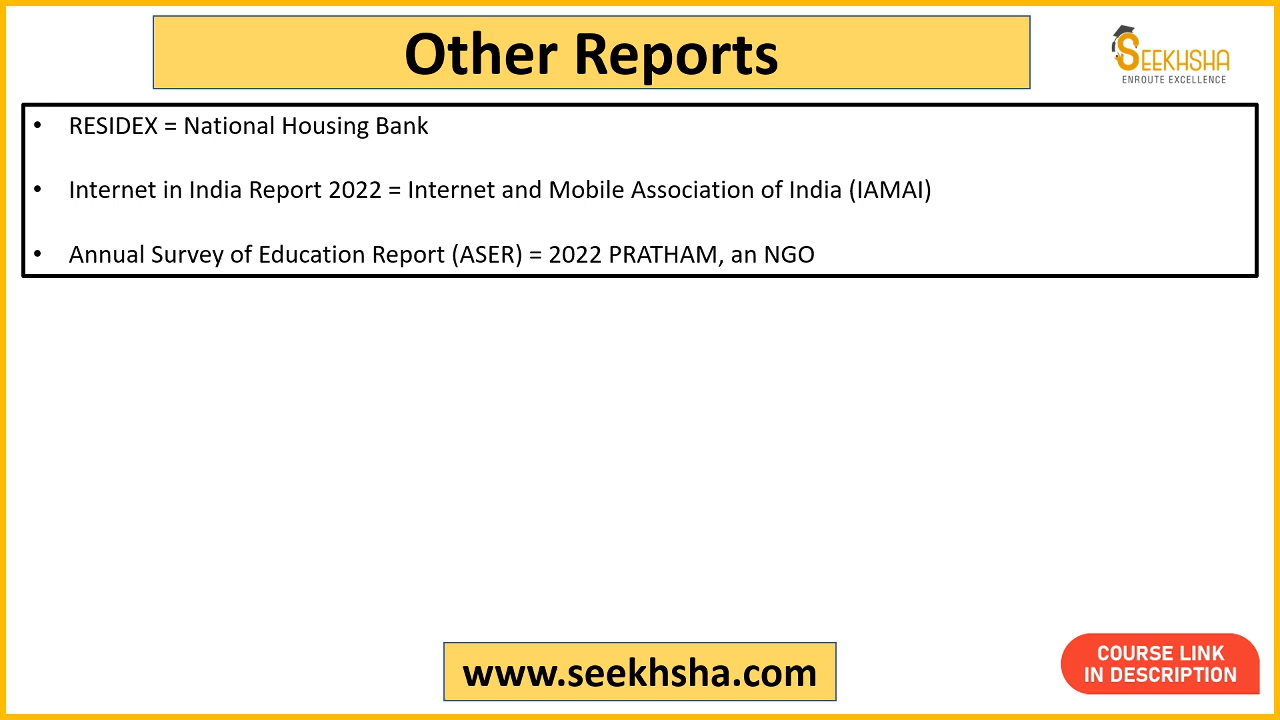 Other Reports
SEEKHSHA
ENROUTE EXCELLENCE
• RESIDEX = National Housing Bank
• Internet in India Report 2022 = Internet and Mobile Association of India (IAMAI)
• Annual Survey of Education Report (ASER) = 2022 PRATHAM, an NGO
www.seekhsha.com
COURSE LINK
IN DESCRIPTION